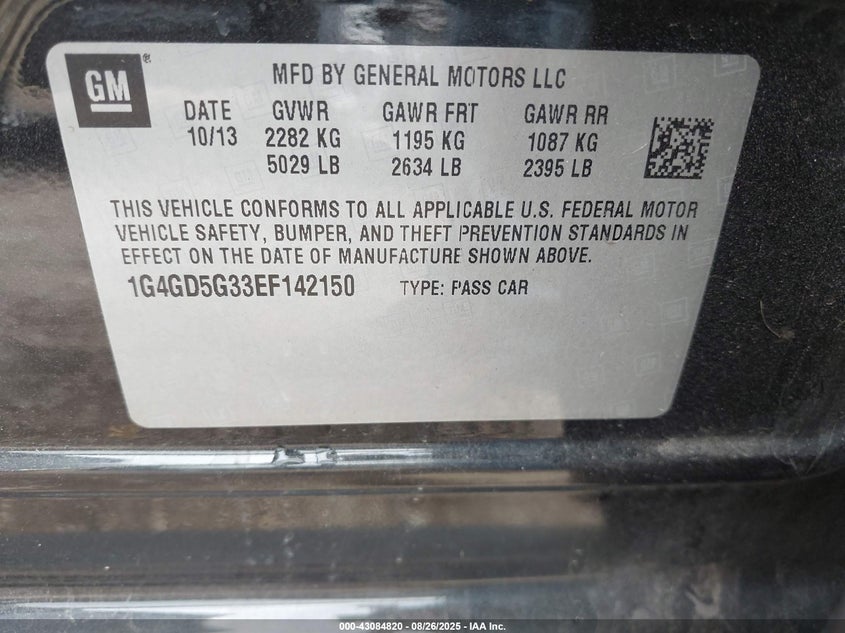 GM
MFD BY GENERAL MOTORS LLC
DATE GVWR GAWR FRT GAWR RR
10/13 2282 KG 1195 KG 1087 KG
5029 LB 2634 LB 2395 LB
THIS VEHICLE CONFORMS TO ALL APPLICABLE U.S. FEDERAL MOTOR
VEHICLE SAFETY, BUMPER, AND THEFT PREVENTION STANDARDS IN
EFFECT ON THE DATE OF MANUFACTURE SHOWN ABOVE.
1G4GD5G33EF142150 TYPE: PASS CAR
000-43084820 - 08/26/2025 - IAA Inc.